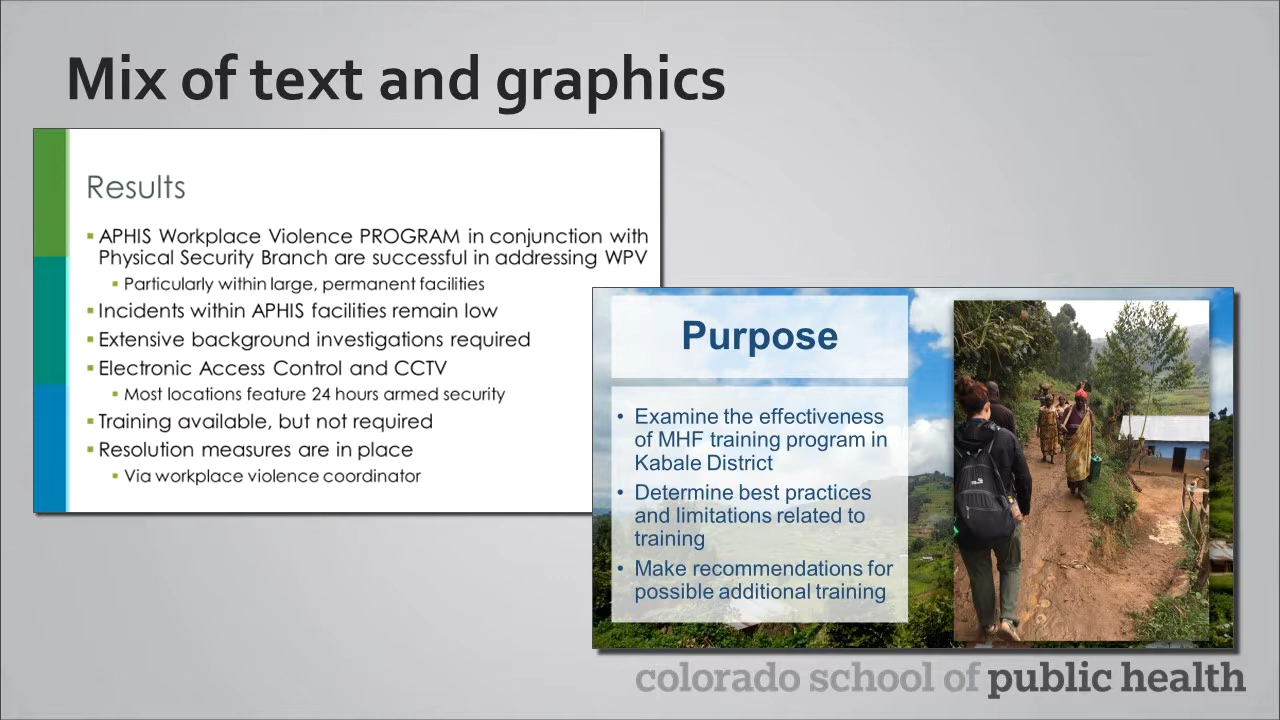 Mix of text and graphics
Results
▪ APHIS Workplace Violence PROGRAM in conjunction with
Physical Security Branch are successful in addressing WPV
▪ Particularly within large, permanent facilities
▪ Incidents within APHIS facilities remain low
▪ Extensive background investigations required
▪ Electronic Access Control and CCTV
▪ Most locations feature 24 hours armed security
▪ Training available, but not required
▪ Resolution measures are in place
▪ Via workplace violence coordinator
Purpose
• Examine the effectiveness
of MHF training program in
Kabale District
• Determine best practices
and limitations related to
training
• Make recommendations for
possible additional training
colorado school of public health